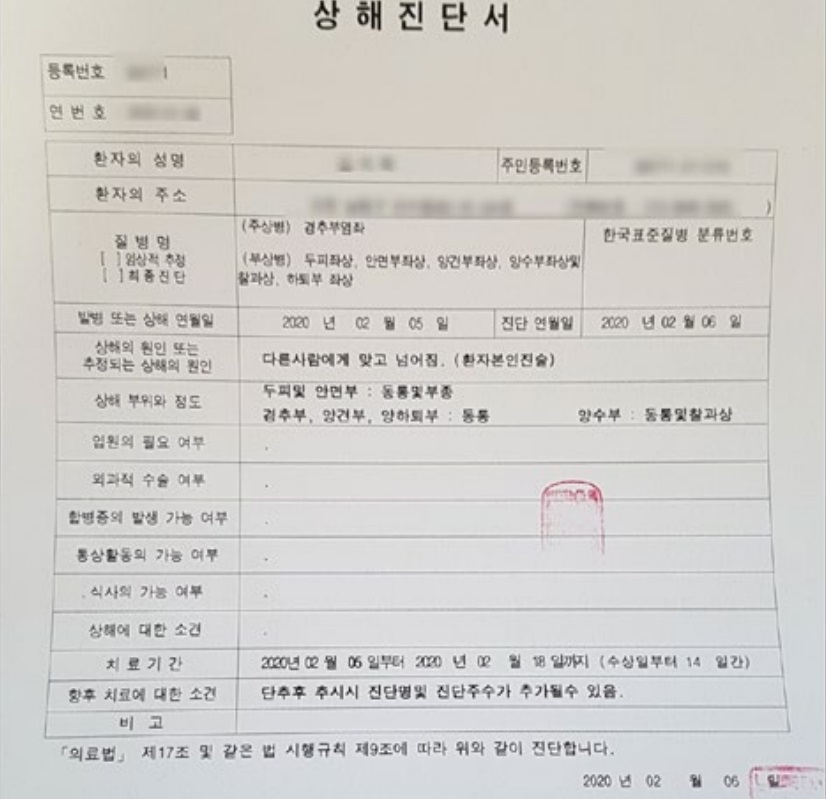 상해진단서
등록번호
연 번 호
환자의 성명 주민등록번호
환자의 주소 )
질 병 명
[ ]임상적 추정
[ ]최종진단
(주상병) 경추부염좌
(부상병) 두피좌상, 안면부좌상, 양견부좌상, 양수부좌상및
찰과상, 하퇴부 좌상
한국표준질병 분류번호
발병 또는 상해 연월일 2020 년 02 월 05 일 진단 연월일 2020 년 02 월 06 일
상해의 원인 또는
추정되는 상해의 원인
다른사람에게 맞고 넘어짐. (환자본인진술)
상해 부위와 정도
두피및 안면부 : 동통및부종
경추부, 양견부, 양하퇴부 : 동통 양수부 : 동통및찰과상
입원의 필요 여부 .
외과적 수술 여부 .
합병증의 발생 가능 여부 .
통상활동의 가능 여부 .
식사의 가능 여부 .
상해에 대한 소견 .
치료기간 2020년 02 월 05 일부터 2020 년 02 월 18 일까지 (수상일부터 14 일간)
향후 치료에 대한 소견 단추후 추시시 진단명및 진단주수가 추가될수 있음.
비 고
「의료법」 제17조 및 같은 법 시행규칙 제9조에 따라 위와 같이 진단합니다.
2020 년 02 월 06 일